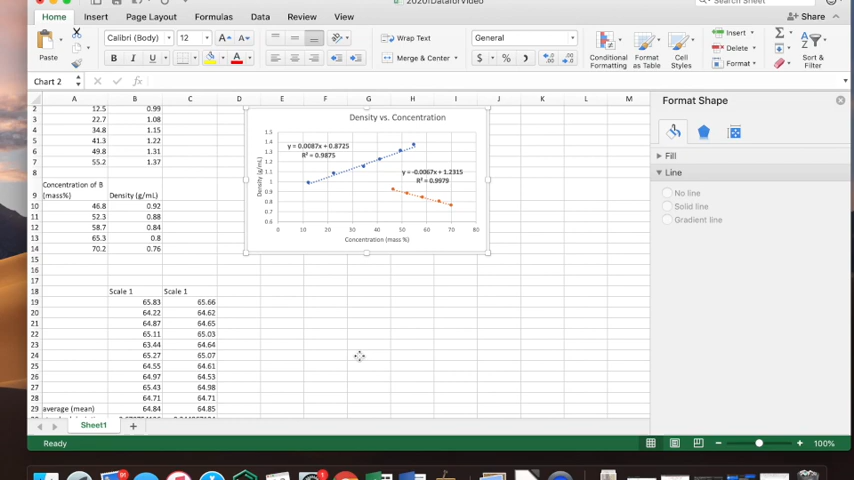 2020fDataforVideo
Search Sheet
Home Insert Page Layout Formulas Data Review View
Share
Paste
Calibri (Body) 12
B I U
Wrap Text
Merge & Center
General
$ % ,
Conditional Formatting
Format as Table
Cell Styles
Insert
Delete
Format
Sort & Filter
Chart 2
fx
A B C D E F G H I J K L M
2 12.5 0.99
3 22.7 1.08
4 34.8 1.15
5 41.3 1.22
6 49.8 1.31
7 55.2 1.37
8
9 Concentration of B (mass%) Density (g/mL)
10 46.8 0.92
11 52.3 0.88
12 58.7 0.84
13 65.3 0.8
14 70.2 0.76
15
16
17
18 Scale 1 Scale 1
19 65.83 65.66
20 64.22 64.62
21 64.87 64.65
22 65.11 65.03
23 63.44 64.64
24 65.27 65.07
25 64.55 64.61
26 64.97 64.53
27 65.43 64.98
28 64.71 64.71
29 average (mean) 64.84 64.85
Density vs. Concentration
Density (g/mL)
1.5
1.4
1.3
1.2
1.1
1
0.9
0.8
0.7
0.6
y = 0.0087x + 0.8725
R² = 0.9875
y = -0.0067x + 1.2315
R² = 0.9979
0 10 20 30 40 50 60 70 80
Concentration (mass %)
Format Shape
Fill
Line
No line
Solid line
Gradient line
Sheet1
Ready
100%